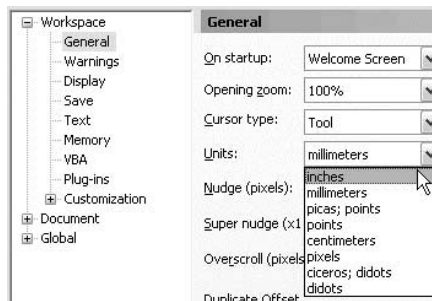 Workspace
General
Warnings
Display
Save
Text
Memory
VBA
Plug-ins
Customization
Document
Global
General
On startup: Welcome Screen
Opening zoom: 100%
Cursor type: Tool
Units: millimeters
inches
millimeters
picas; points
points
centimeters
pixels
ciceros; didots
didots
Nudge (pixels):
Super nudge (x1
Overscroll (pixels
Duplicate Offset